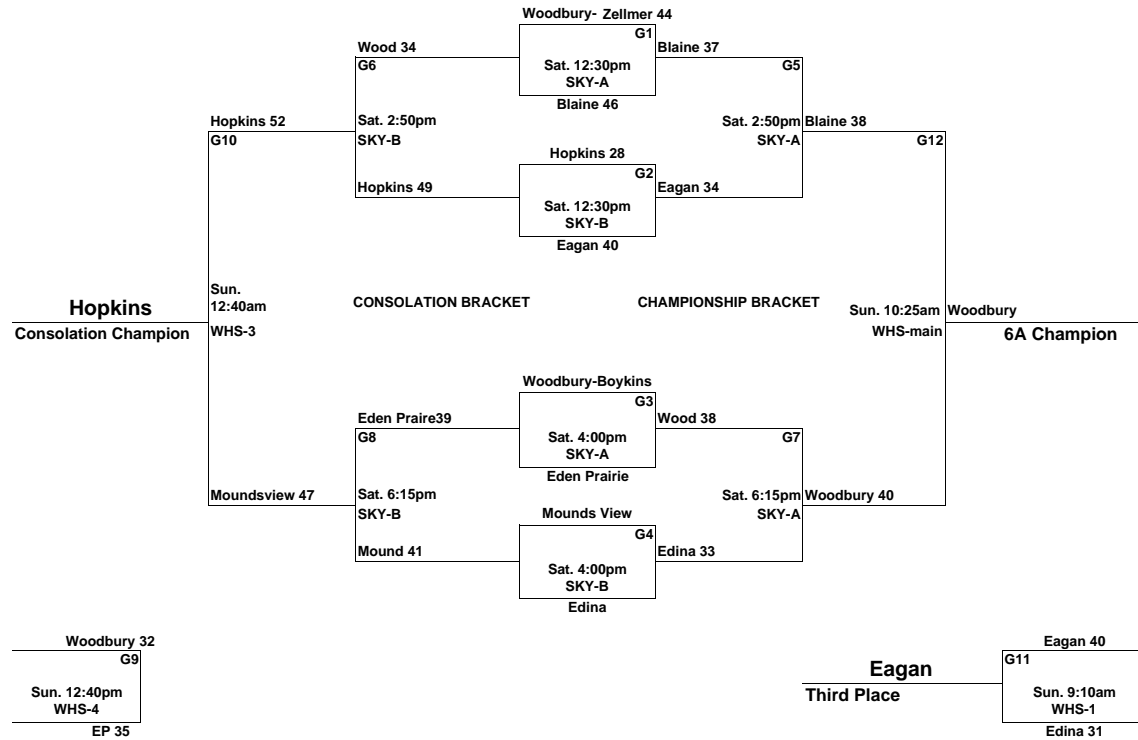 Woodbury- Zellmer 44
G1
Wood 34
Blaine 37
G6
Sat. 12:30pm
G5
SKY-A
Blaine 46
Hopkins 52
Sat. 2:50pm
Sat. 2:50pm
Blaine 38
G10
SKY-B
SKY-A
G12
Hopkins 28
G2
Hopkins 49
Eagan 34
Sat. 12:30pm
SKY-B
Eagan 40
Sun.
12:40am
Hopkins
CONSOLATION BRACKET
CHAMPIONSHIP BRACKET
Sun. 10:25am
Woodbury
Consolation Champion
WHS-3
WHS-main
6A Champion
Woodbury-Boykins
G3
Eden Praire39
Wood 38
G8
Sat. 4:00pm
G7
SKY-A
Eden Prairie
Moundsview 47
Sat. 6:15pm
Sat. 6:15pm
Woodbury 40
SKY-B
SKY-A
Mounds View
G4
Mound 41
Edina 33
Sat. 4:00pm
SKY-B
Edina
Woodbury 32
G9
Sun. 12:40pm
WHS-4
EP 35
Eagan
Third Place
Eagan 40
G11
Sun. 9:10am
WHS-1
Edina 31